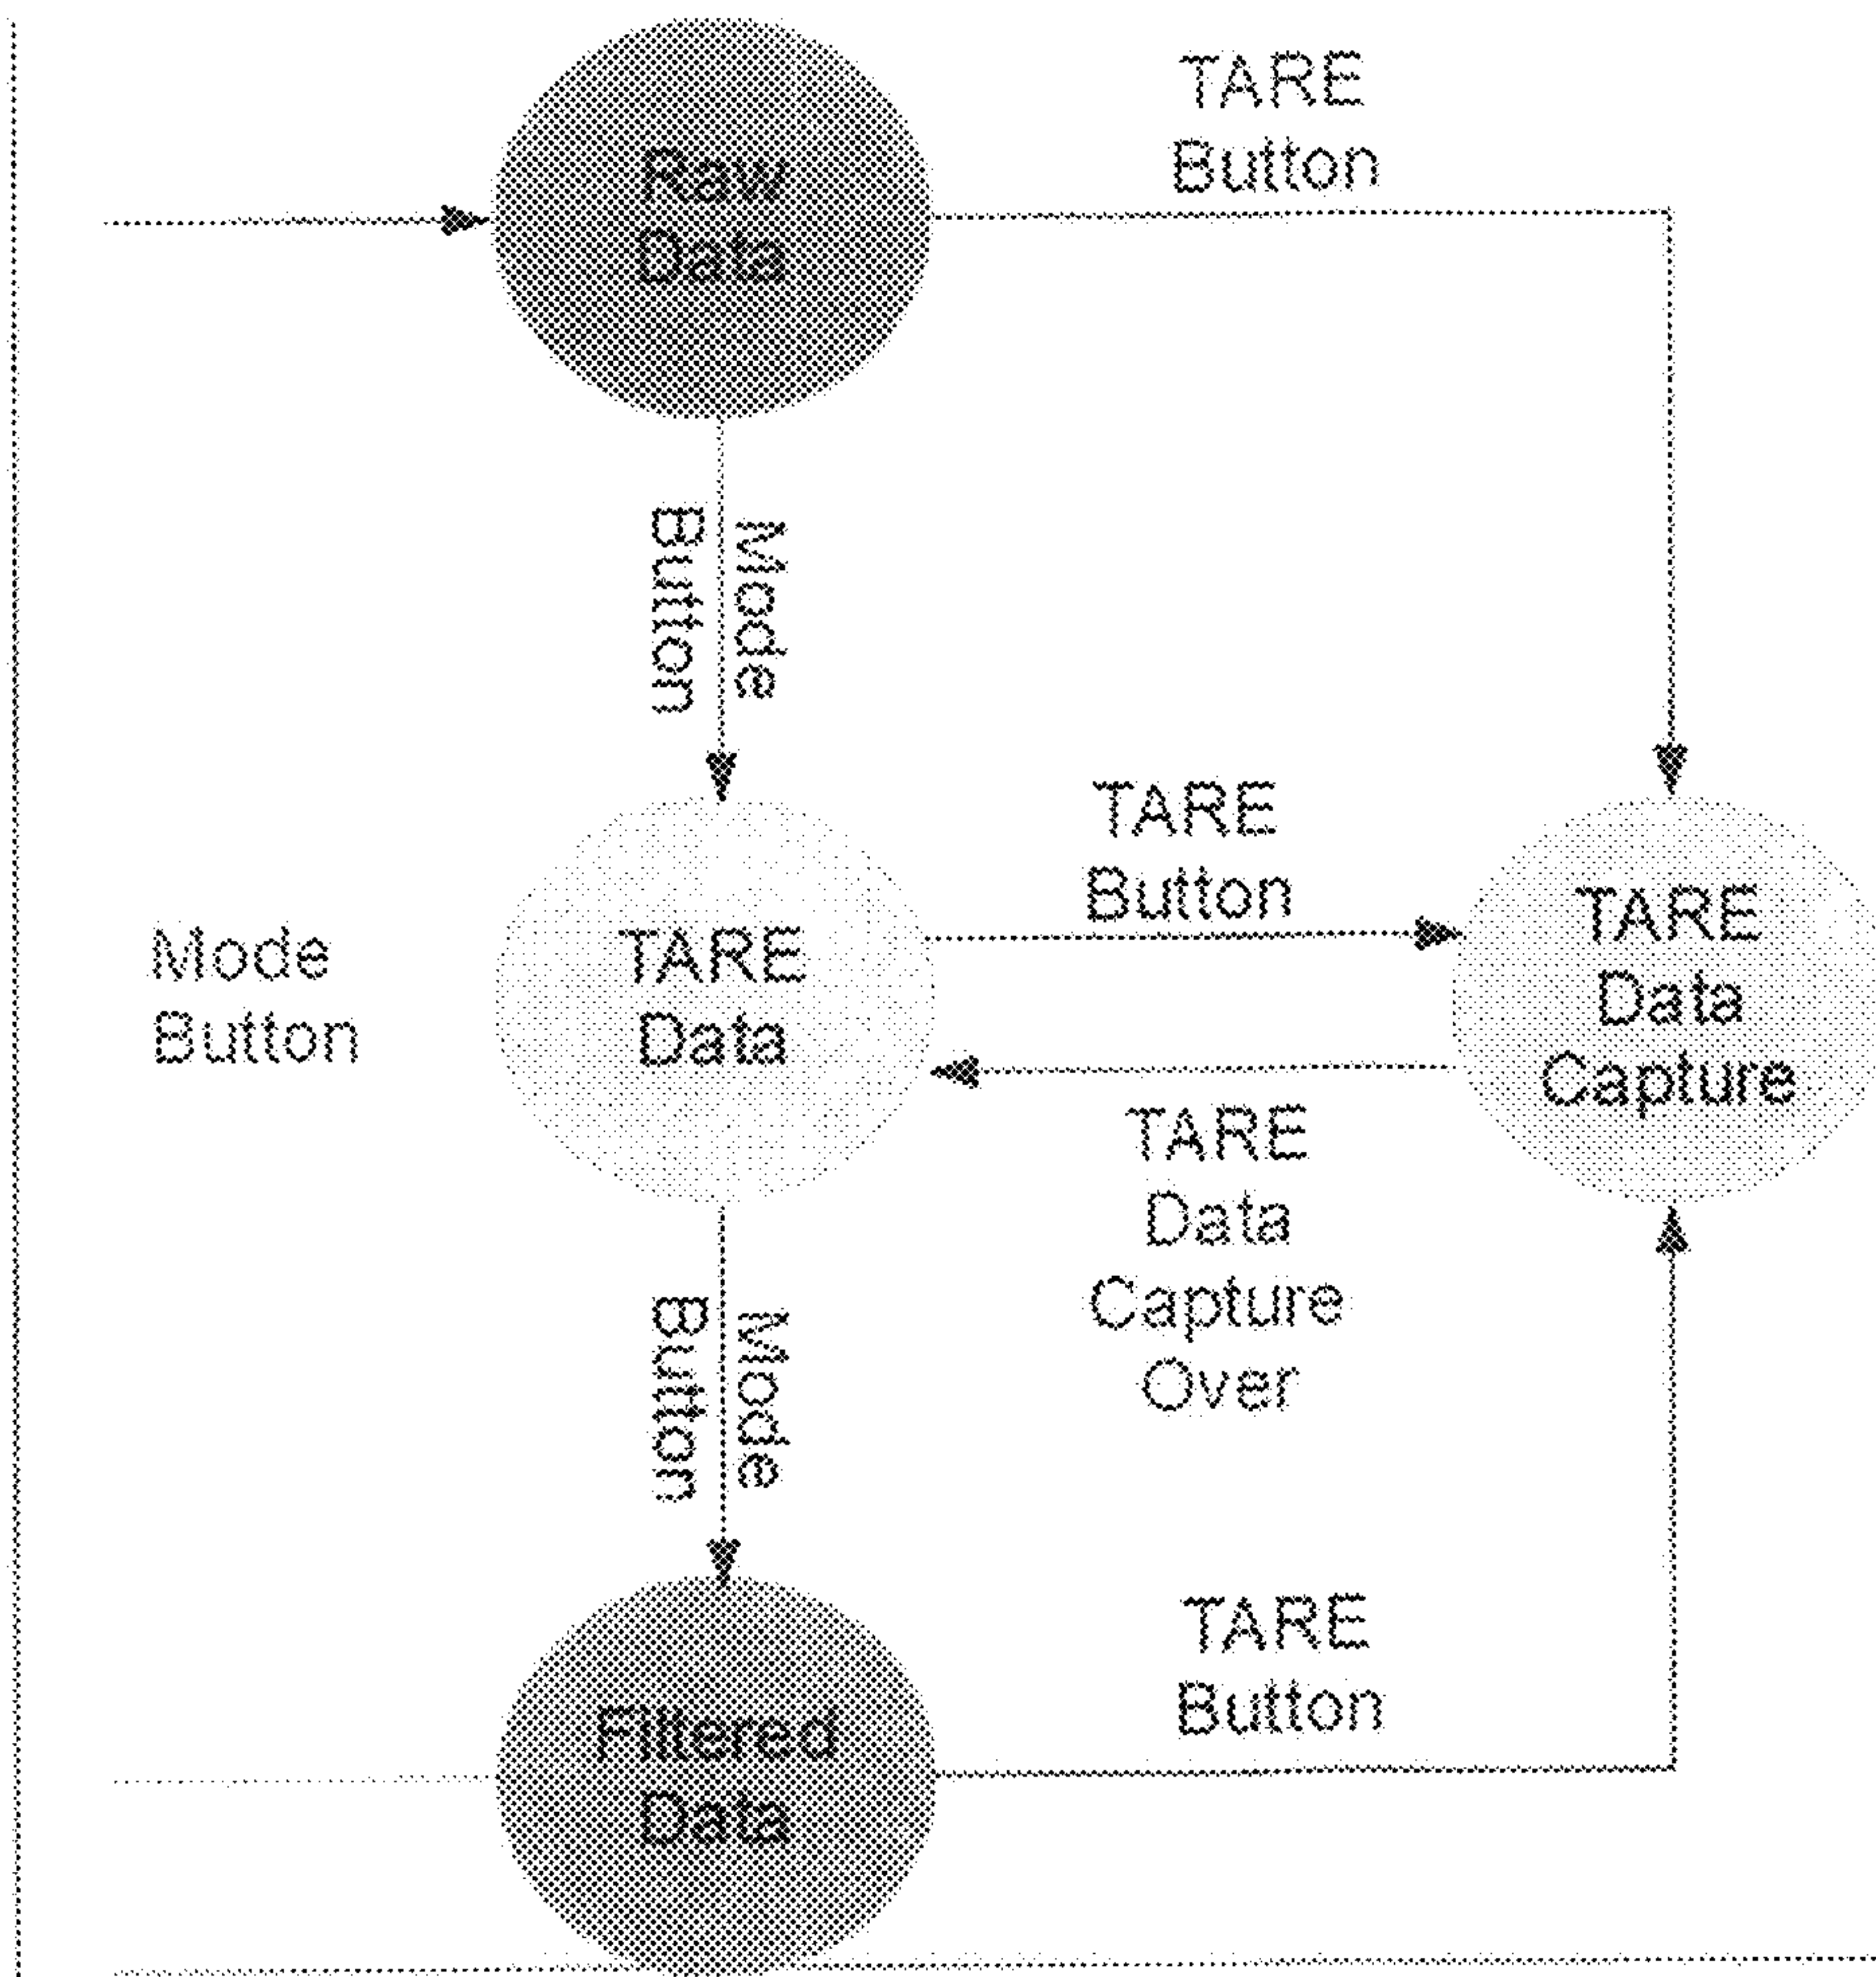 TARE
Button
Raw
Data
Mode
Button
TARE
Button
TARE
Data
Capture
Mode
Button
TARE
Data
TARE
Data
Capture
Over
Mode
Button
TARE
Button
Filtered
Data